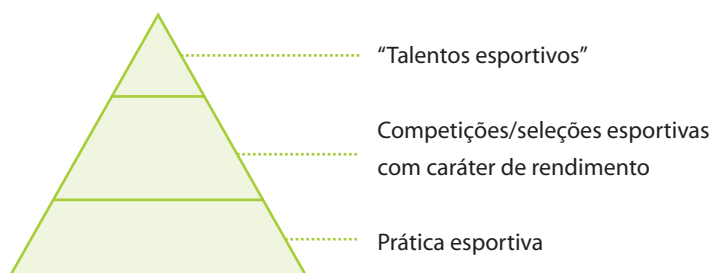 “Talentos esportivos”
Competições/seleções esportivas
com caráter de rendimento
Prática esportiva